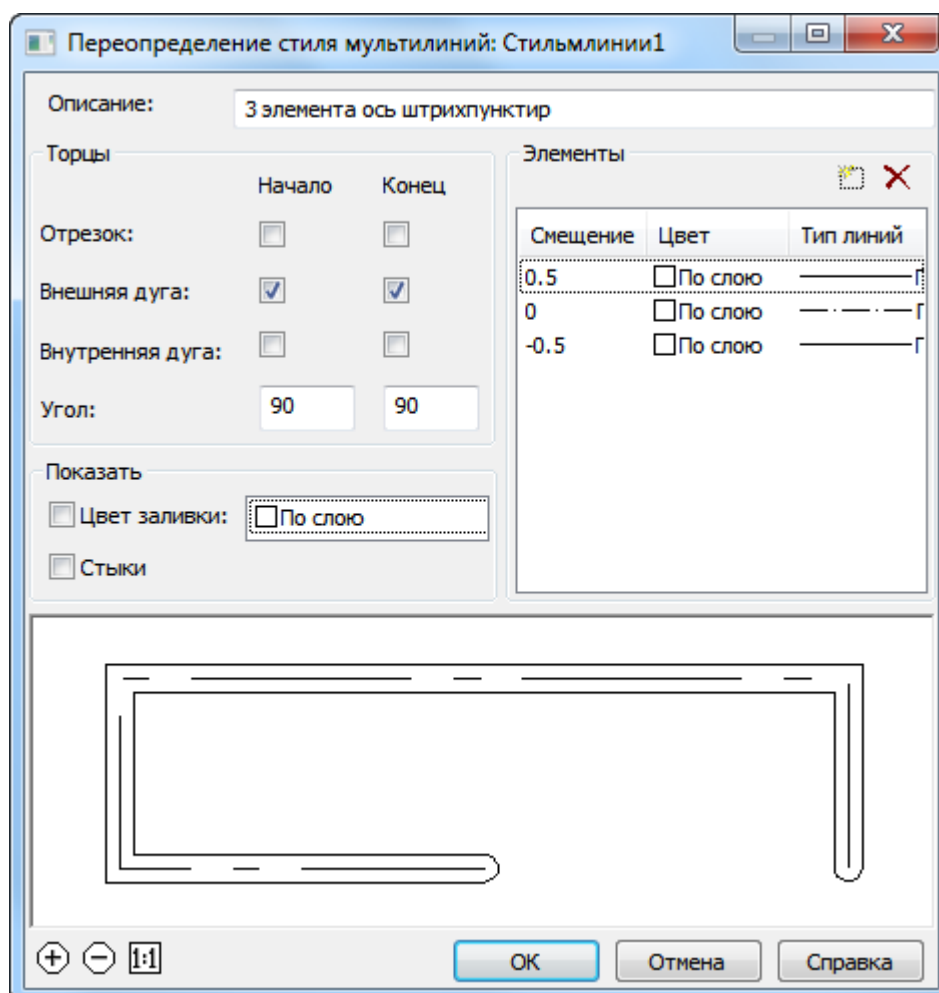 Переопределение стиля мультилиний: Стильмлинии1
Описание: 3 элемента ось штрихпунктир
Торцы
Начало Конец
Отрезок:
Внешняя дуга:
Внутренняя дуга:
Угол: 90 90
Элементы
Смещение Цвет Тип линий
0.5 По слою
0 По слою
-0.5 По слою
Показать
Цвет заливки: По слою
Стыки
1:1
ОК Отмена Справка